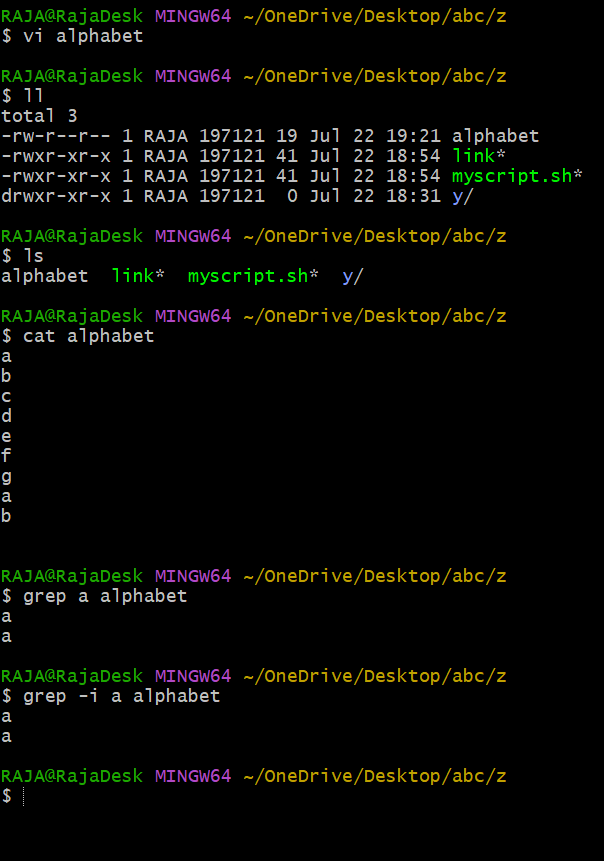 RAJA@RajaDesk MINGW64 ~/OneDrive/Desktop/abc/z
$ vi alphabet
RAJA@RajaDesk MINGW64 ~/OneDrive/Desktop/abc/z
$ ll
total 3
-rw-r--r-- 1 RAJA 197121 19 Jul 22 19:21 alphabet
-rwxr-xr-x 1 RAJA 197121 41 Jul 22 18:54 link*
-rwxr-xr-x 1 RAJA 197121 41 Jul 22 18:54 myscript.sh*
drwxr-xr-x 1 RAJA 197121  0 Jul 22 18:31 y/
RAJA@RajaDesk MINGW64 ~/OneDrive/Desktop/abc/z
$ ls
alphabet  link*  myscript.sh*  y/
RAJA@RajaDesk MINGW64 ~/OneDrive/Desktop/abc/z
$ cat alphabet
a
b
c
d
e
f
g
a
b
RAJA@RajaDesk MINGW64 ~/OneDrive/Desktop/abc/z
$ grep a alphabet
a
a
RAJA@RajaDesk MINGW64 ~/OneDrive/Desktop/abc/z
$ grep -i a alphabet
a
a
RAJA@RajaDesk MINGW64 ~/OneDrive/Desktop/abc/z
$